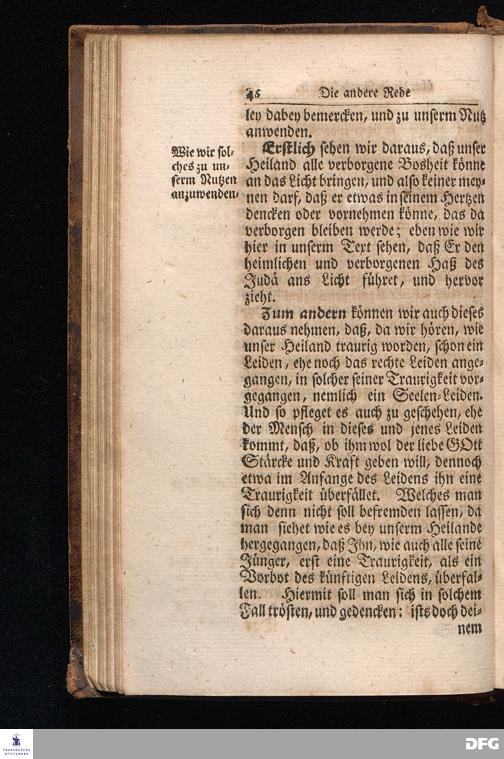 46 Die andere Rede
ley dabey bemercken, und zu unserm Nutz
anwenden.
Wie wir sol-
ches zu un-
serm Nutzen
anzuwenden.
Erstlich sehen wir daraus, daß unser
Heiland alle verborgene Bosheit könne
an das Licht bringen, und also keiner mey-
nen darf, daß er etwas in seinem Hertzen
dencken oder vornehmen könne, das da
verborgen bleiben werde; eben wie wir
hier in unserm Text sehen, daß Er den
heimlichen und verborgenen Haß des
Judä ans Licht führet, und hervor
zieht.
Zum andern können wir auch dieses
daraus nehmen, daß, da wir hören, wie
unser Heiland traurig worden, schon ein
Leiden, ehe noch das rechte Leiden ange-
gangen, in solcher seiner Traurigkeit vor-
gegangen, nemlich ein Seelen-Leiden.
Und so pfleget es auch zu geschehen, ehe
der Mensch in dieses und jenes Leiden
kommt, daß, ob ihm wol der liebe GOtt
Stärcke und Kraft geben will, dennoch
etwa im Anfange des Leidens ihn eine
Traurigkeit überfället. Welches man
sich denn nicht soll befremden lassen, da
man siehet wie es bey unserm Heilande
hergegangen, daß Ihn, wie auch alle seine
Jünger, erst eine Traurigkeit, als ein
Vorbot des künftigen Leidens, überfal-
len. Hiermit soll man sich in solchem
Fall trösten, und gedencken: ists doch dei-
nem
FRANCKESCHE
STIFTUNGEN
DFG